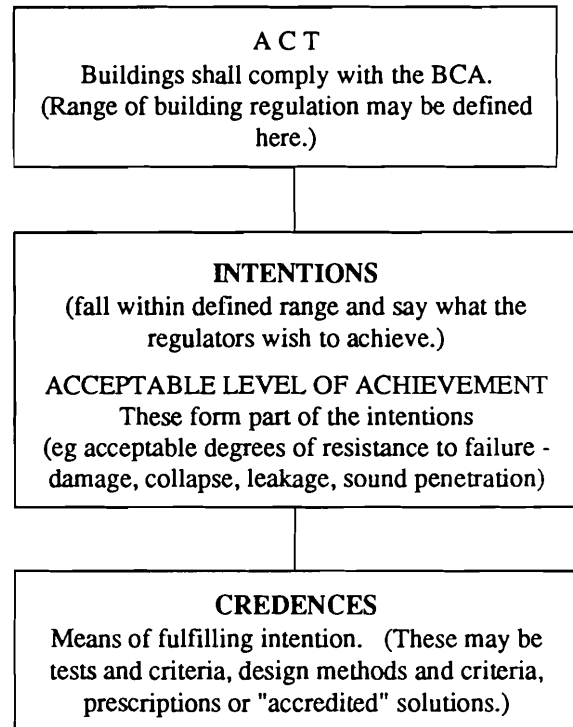 A C T
Buildings shall comply with the BCA.
(Range of building regulation may be defined
here.)
INTENTIONS
(fall within defined range and say what the
regulators wish to achieve.)
ACCEPTABLE LEVEL OF ACHIEVEMENT
These form part of the intentions
(eg acceptable degrees of resistance to failure -
damage, collapse, leakage, sound penetration)
CREDENCES
Means of fulfilling intention. (These may be
tests and criteria, design methods and criteria,
prescriptions or "accredited" solutions.)